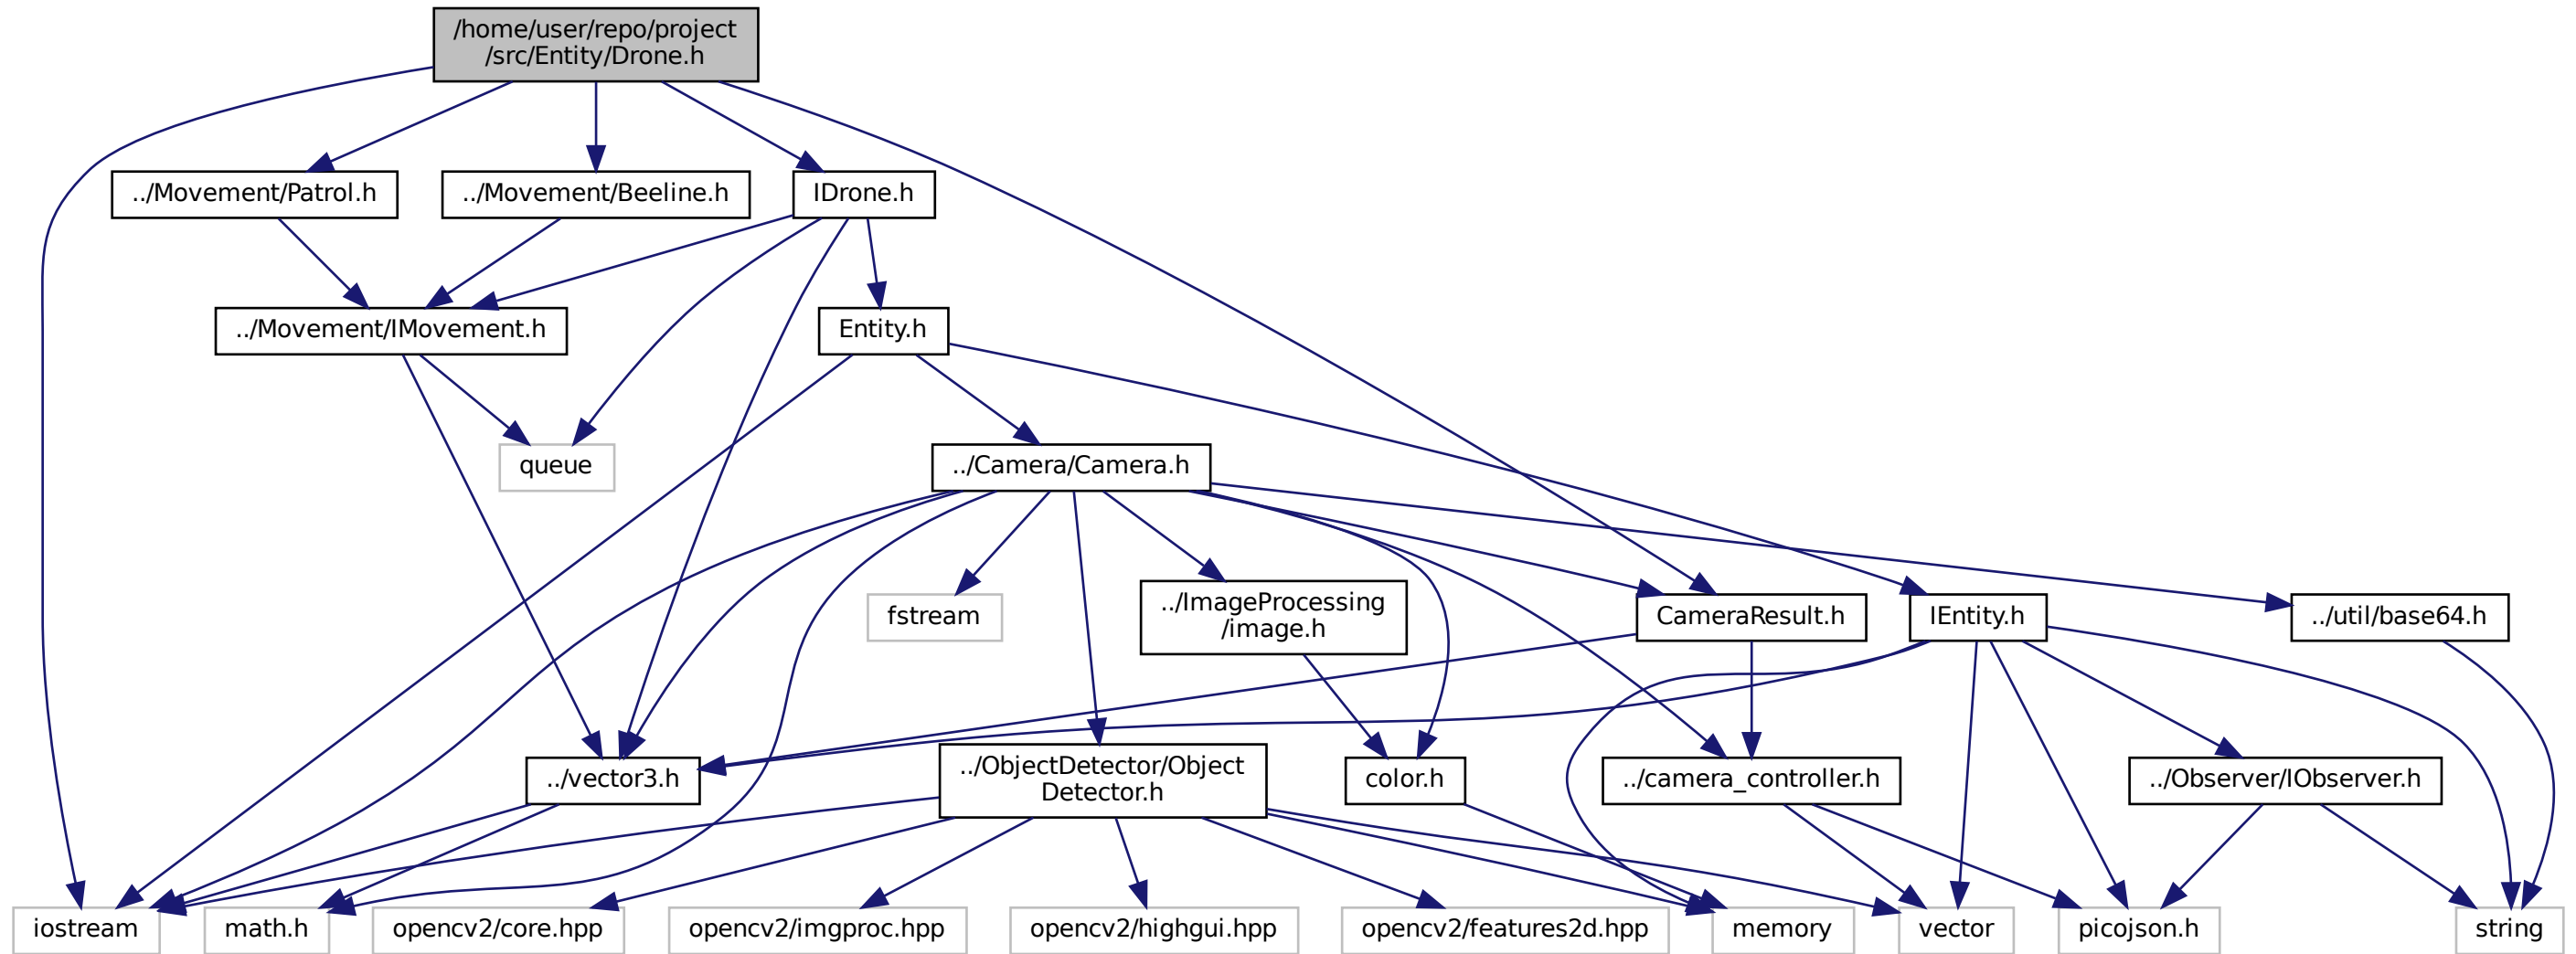 /home/user/repo/project
/src/Entity/Drone.h
../Movement/Patrol.h
../Movement/Beeline.h
IDrone.h
../Movement/IMovement.h
Entity.h
queue
../Camera/Camera.h
fstream
../ImageProcessing
/image.h
CameraResult.h
IEntity.h
../util/base64.h
../vector3.h
../ObjectDetector/Object
Detector.h
color.h
../camera_controller.h
../Observer/IObserver.h
iostream
math.h
opencv2/core.hpp
opencv2/imgproc.hpp
opencv2/highgui.hpp
opencv2/features2d.hpp
memory
vector
picojson.h
string